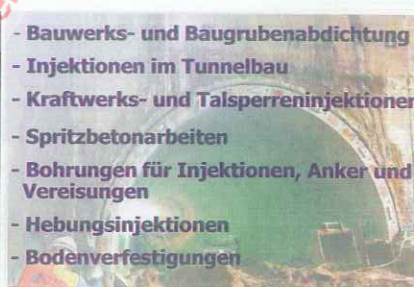 - Bauwerks- und Baugrubenabdichtung
- Injektionen im Tunnelbau
- Kraftwerks- und Talsperreninjektionen
- Spritzbetonarbeiten
- Bohrungen für Injektionen, Anker und
Vereisungen
- Hebungsinjektionen
- Bodenverfestigungen